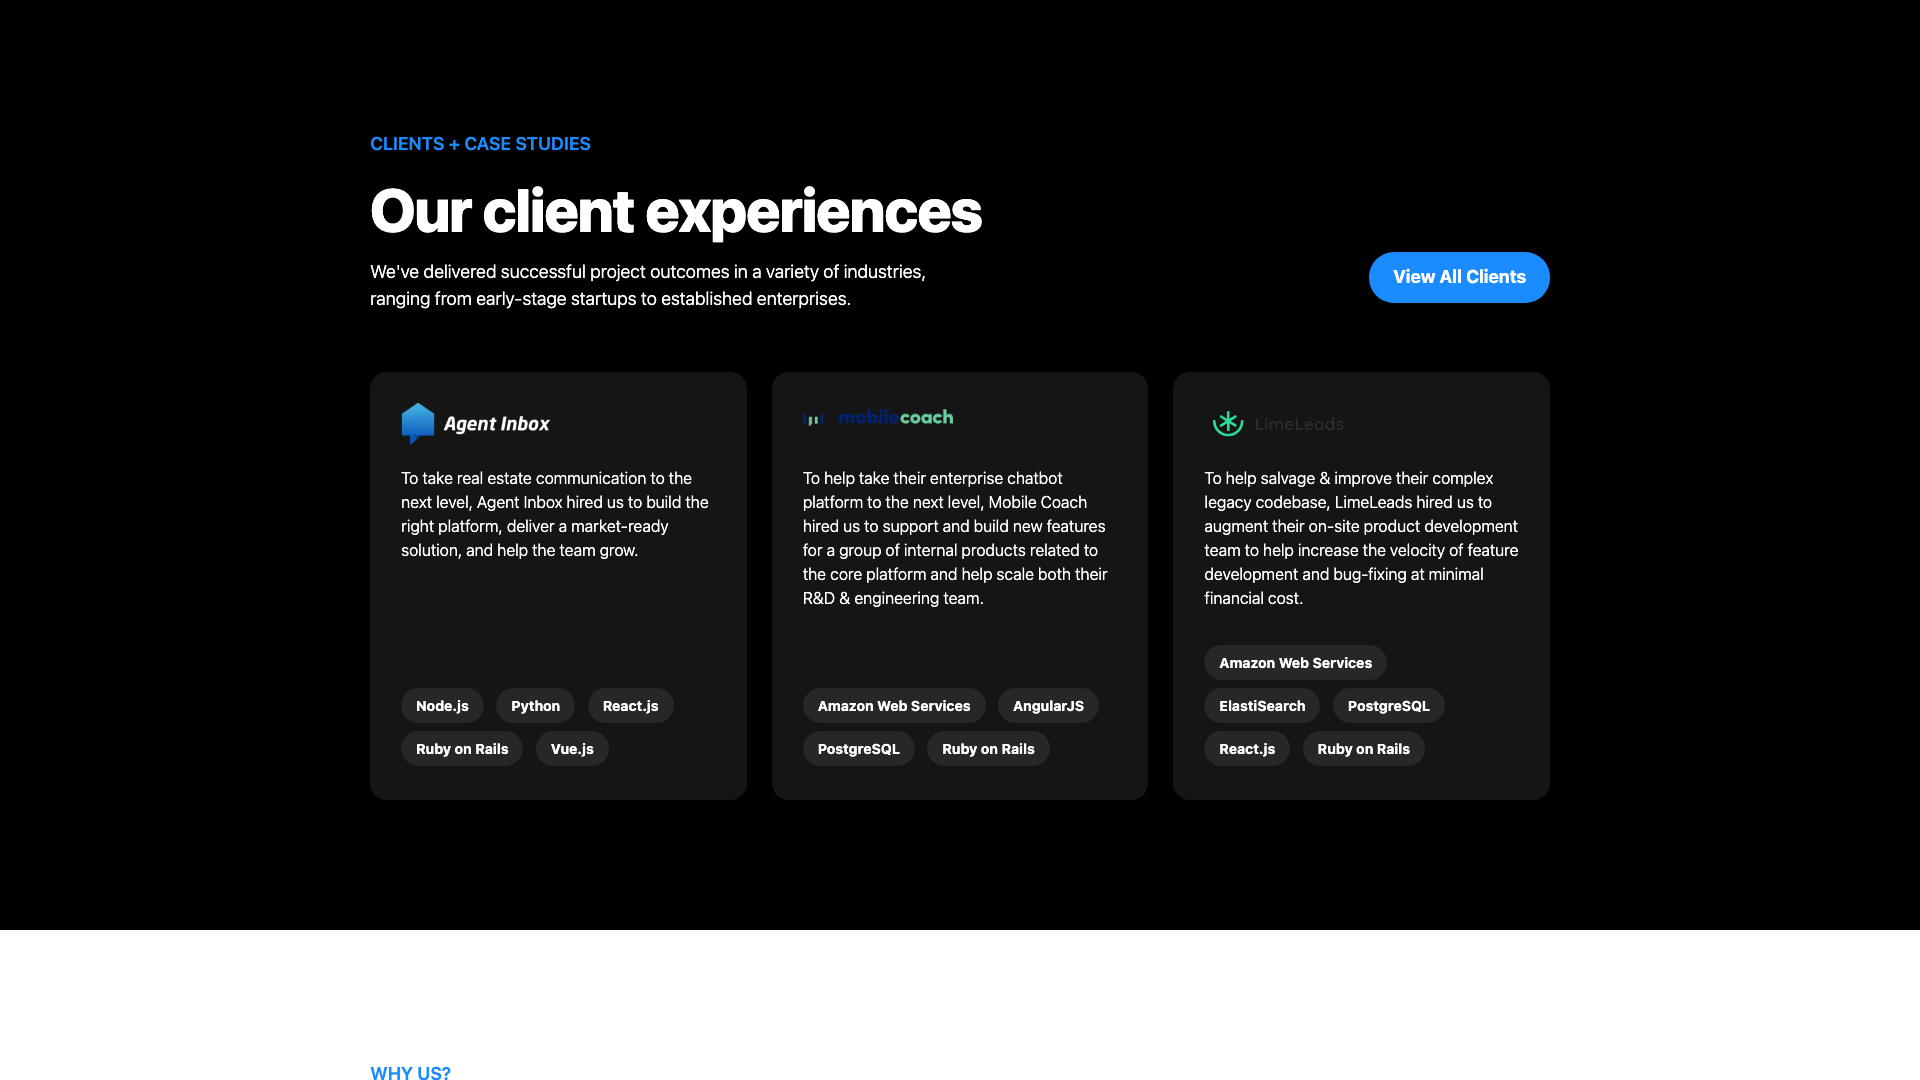 CLIENTS + CASE STUDIES
Our client experiences
We've delivered successful project outcomes in a variety of industries,
ranging from early-stage startups to established enterprises.
View All Clients
Agent Inbox
To take real estate communication to the
next level, Agent Inbox hired us to build the
right platform, deliver a market-ready
solution, and help the team grow.
Node.js Python React.js
Ruby on Rails Vue.js
mobilecoach
To help take their enterprise chatbot
platform to the next level, Mobile Coach
hired us to support and build new features
for a group of internal products related to
the core platform and help scale both their
R&D & engineering team.
Amazon Web Services AngularJS
PostgreSQL Ruby on Rails
LimeLeads
To help salvage & improve their complex
legacy codebase, LimeLeads hired us to
augment their on-site product development
team to help increase the velocity of feature
development and bug-fixing at minimal
financial cost.
Amazon Web Services
ElastiSearch PostgreSQL
React.js Ruby on Rails
WHY US?